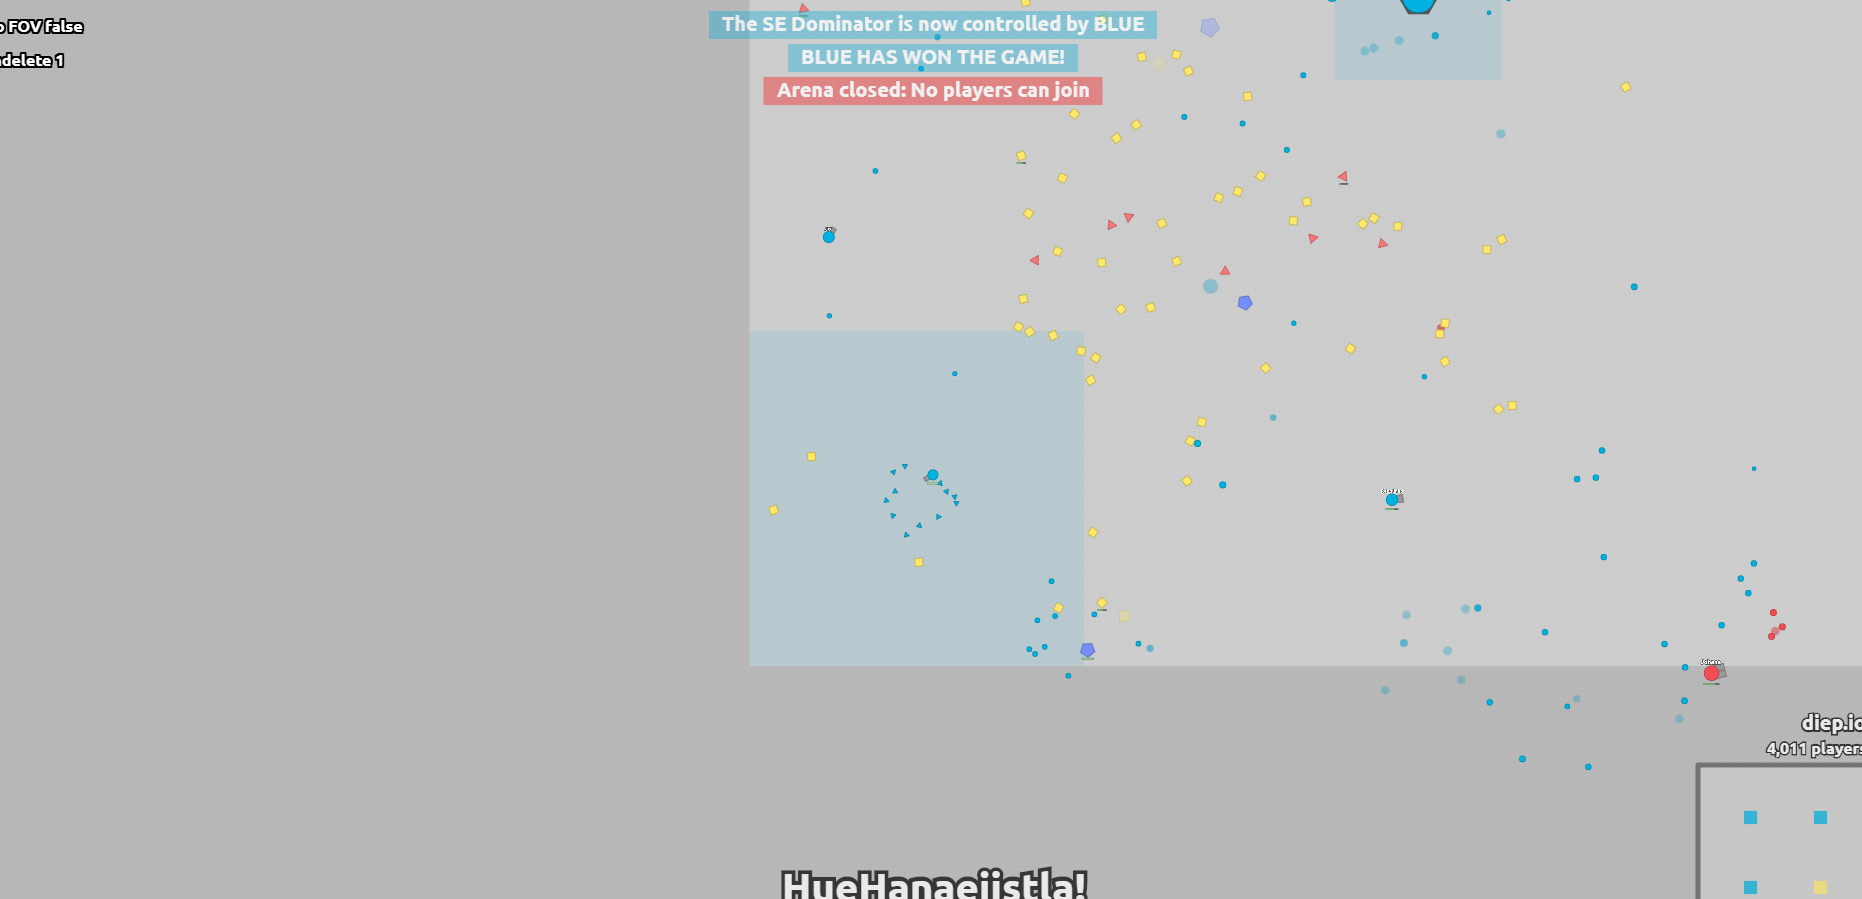 FOV false
delete 1
The SE Dominator is now controlled by BLUE
BLUE HAS WON THE GAME!
Arena closed: No players can join
diep.io
4,011 players
HueHanaejistla!